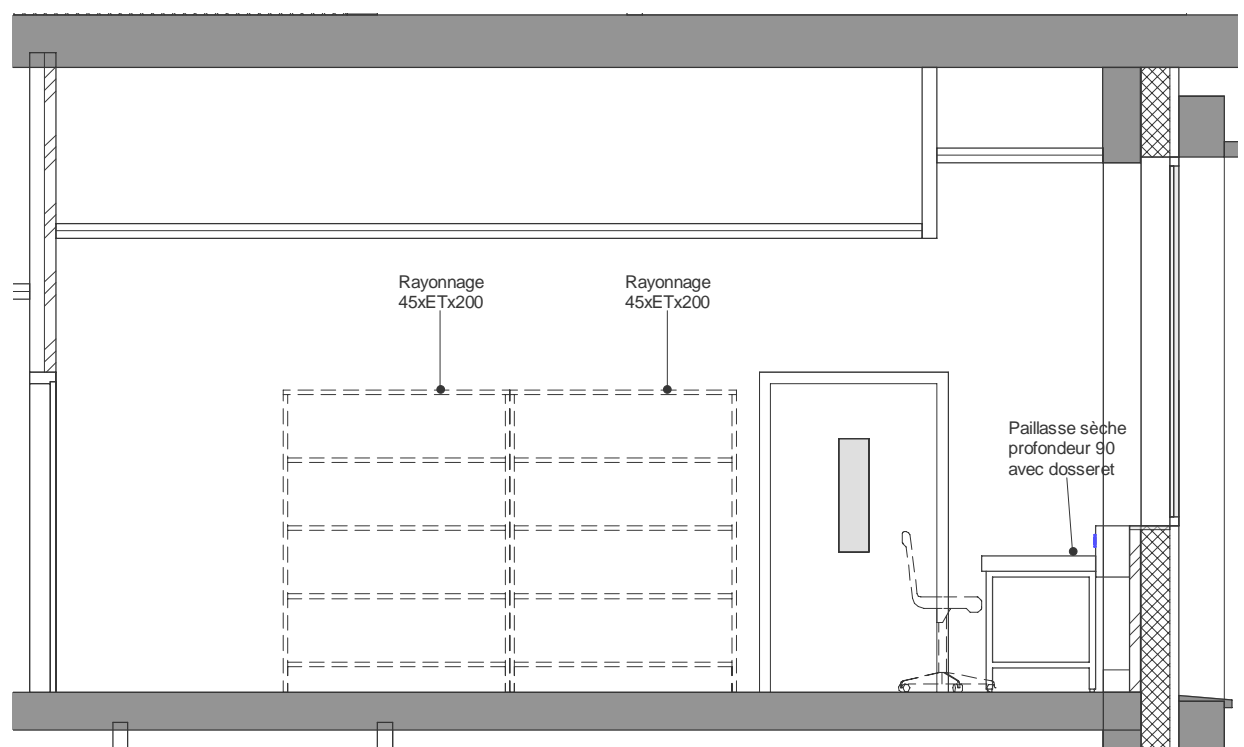 Rayonnage
45xETx200
Rayonnage
45xETx200
Paillasse sèche
profondeur 90
avec dosseret